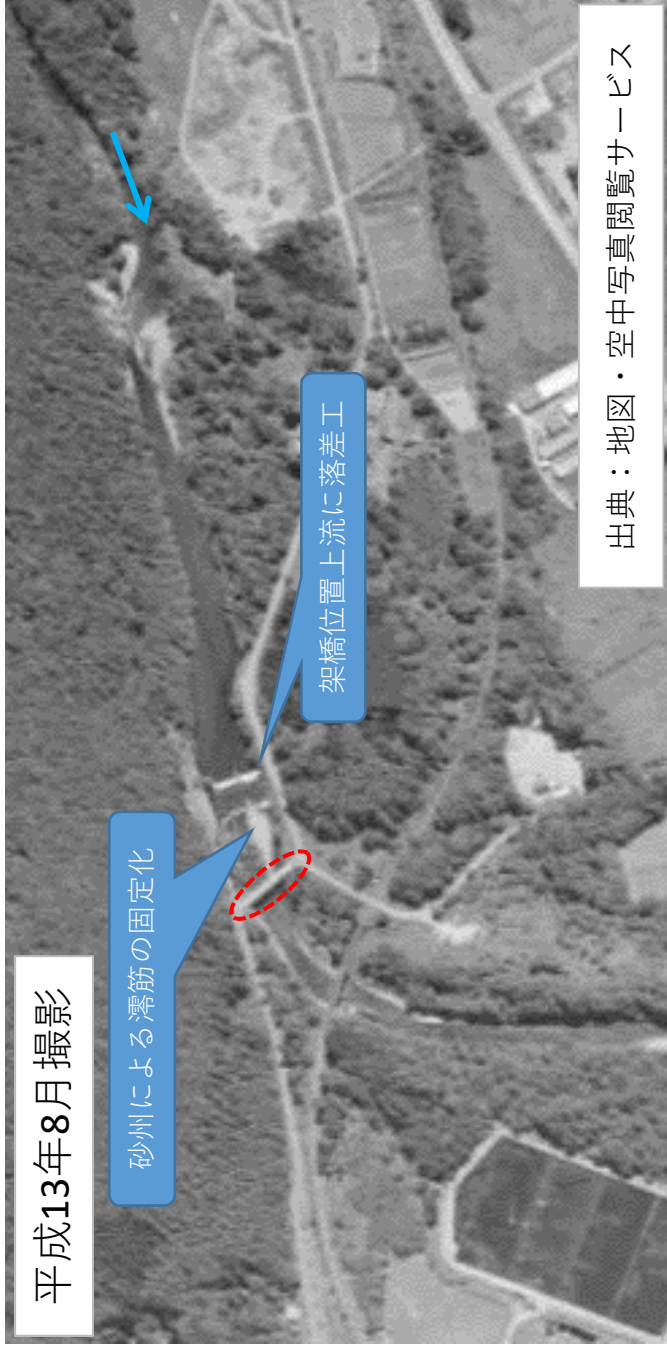 平成13年8月撮影
砂州による澪筋の固定化
架橋位置上流に落差工
出典：地図・空中写真閲覧サービス